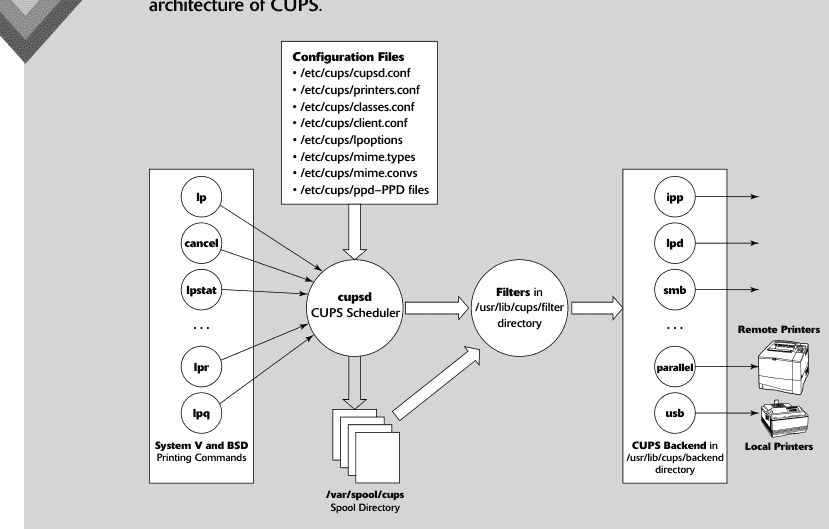 architecture of CUPS.
Configuration Files
• /etc/cups/cupsd.conf
• /etc/cups/printers.conf
• /etc/cups/classes.conf
• /etc/cups/client.conf
• /etc/cups/lpoptions
• /etc/cups/mime.types
• /etc/cups/mime.convs
• /etc/cups/ppd–PPD files
lp
cancel
lpstat
. . .
lpr
lpq
System V and BSD
Printing Commands
cupsd
CUPS Scheduler
/var/spool/cups
Spool Directory
Filters in
/usr/lib/cups/filter
directory
ipp
lpd
smb
. . .
parallel
usb
CUPS Backend in
/usr/lib/cups/backend
directory
Remote Printers
Local Printers